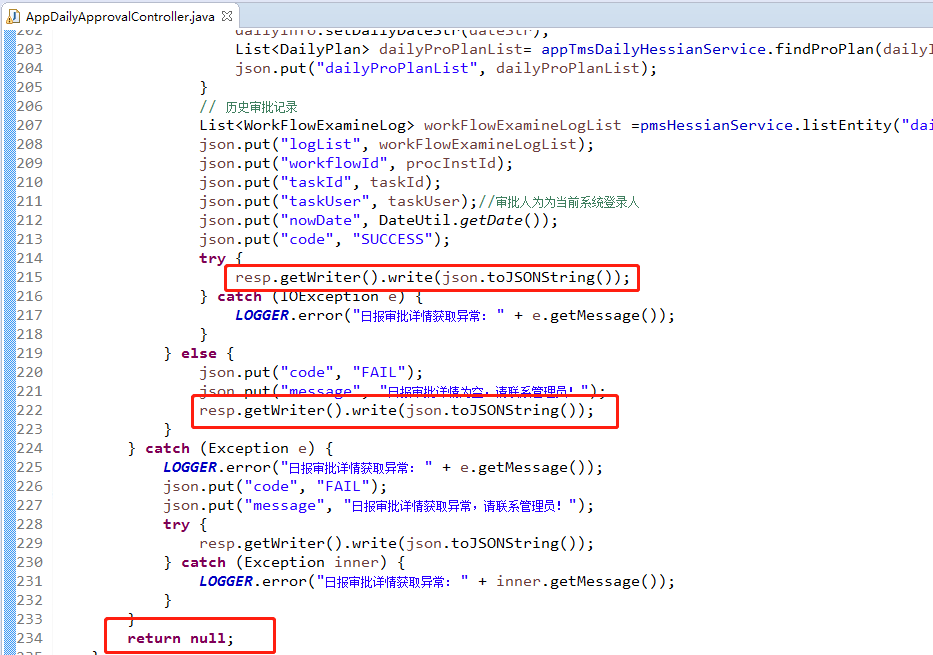 AppDailyApprovalController.java
202 dailyInfo.setDailyDateStr(dateStr);
203 List<DailyPlan> dailyProPlanList= appTmsDailyHessianService.findProPlan(dailyI
204 json.put("dailyProPlanList", dailyProPlanList);
205 }
206 // 历史审批记录
207 List<WorkFlowExamineLog> workFlowExamineLogList =pmsHessianService.listEntity("dai
208 json.put("logList", workFlowExamineLogList);
209 json.put("workflowId", procInstId);
210 json.put("taskId", taskId);
211 json.put("taskUser", taskUser);//审批人为为当前系统登录人
212 json.put("nowDate", DateUtil.getDate());
213 json.put("code", "SUCCESS");
214 try {
215 resp.getWriter().write(json.toJSONString());
216 } catch (IOException e) {
217 LOGGER.error("日报审批详情获取异常：" + e.getMessage());
218 }
219 } else {
220 json.put("code", "FAIL");
221 json.put("message", "日报审批详情为空，请联系管理员！");
222 resp.getWriter().write(json.toJSONString());
223 }
224 } catch (Exception e) {
225 LOGGER.error("日报审批详情获取异常：" + e.getMessage());
226 json.put("code", "FAIL");
227 json.put("message", "日报审批详情获取异常，请联系管理员！");
228 try {
229 resp.getWriter().write(json.toJSONString());
230 } catch (Exception inner) {
231 LOGGER.error("日报审批详情获取异常：" + inner.getMessage());
232 }
233 }
234 return null;
235 }